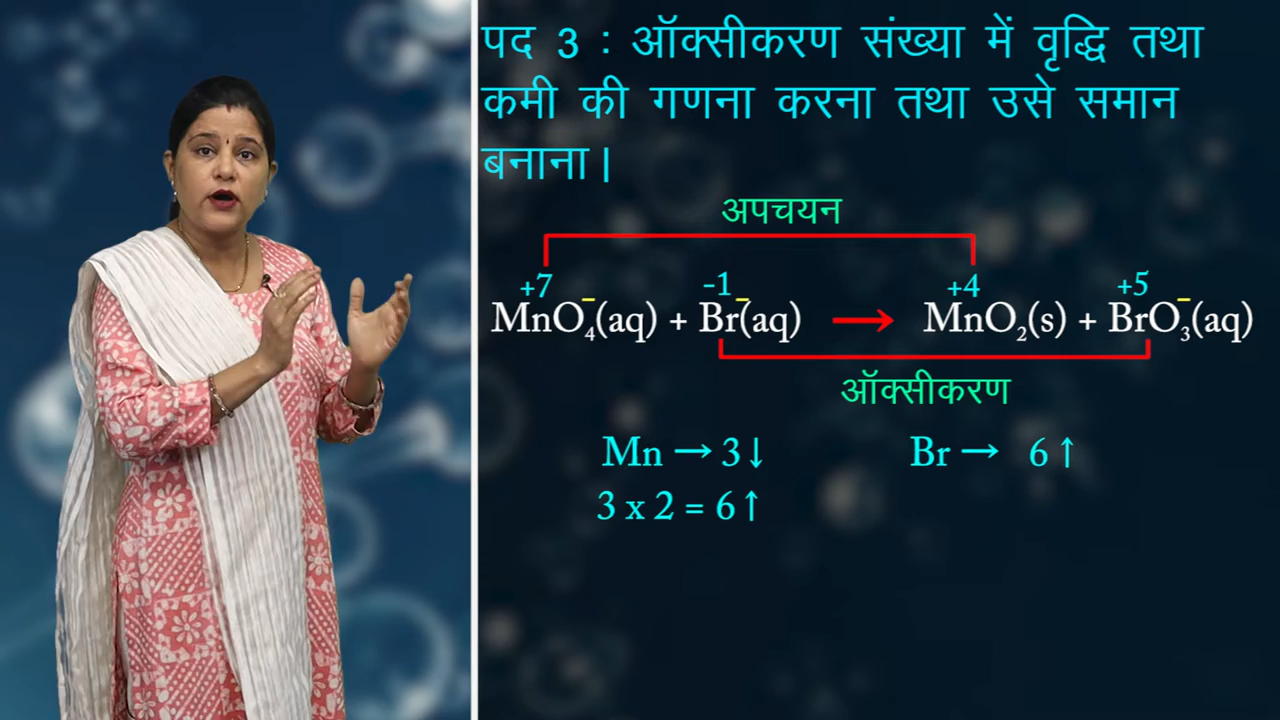 पद 3 : ऑक्सीकरण संख्या में वृद्धि तथा
कमी की गणना करना तथा उसे समान
बनाना।
अपचयन
+7 -1 +4 +5
MnO₄⁻(aq) + Br⁻(aq) → MnO₂(s) + BrO₃⁻(aq)
ऑक्सीकरण
Mn → 3↓ Br → 6↑
3 x 2 = 6↑